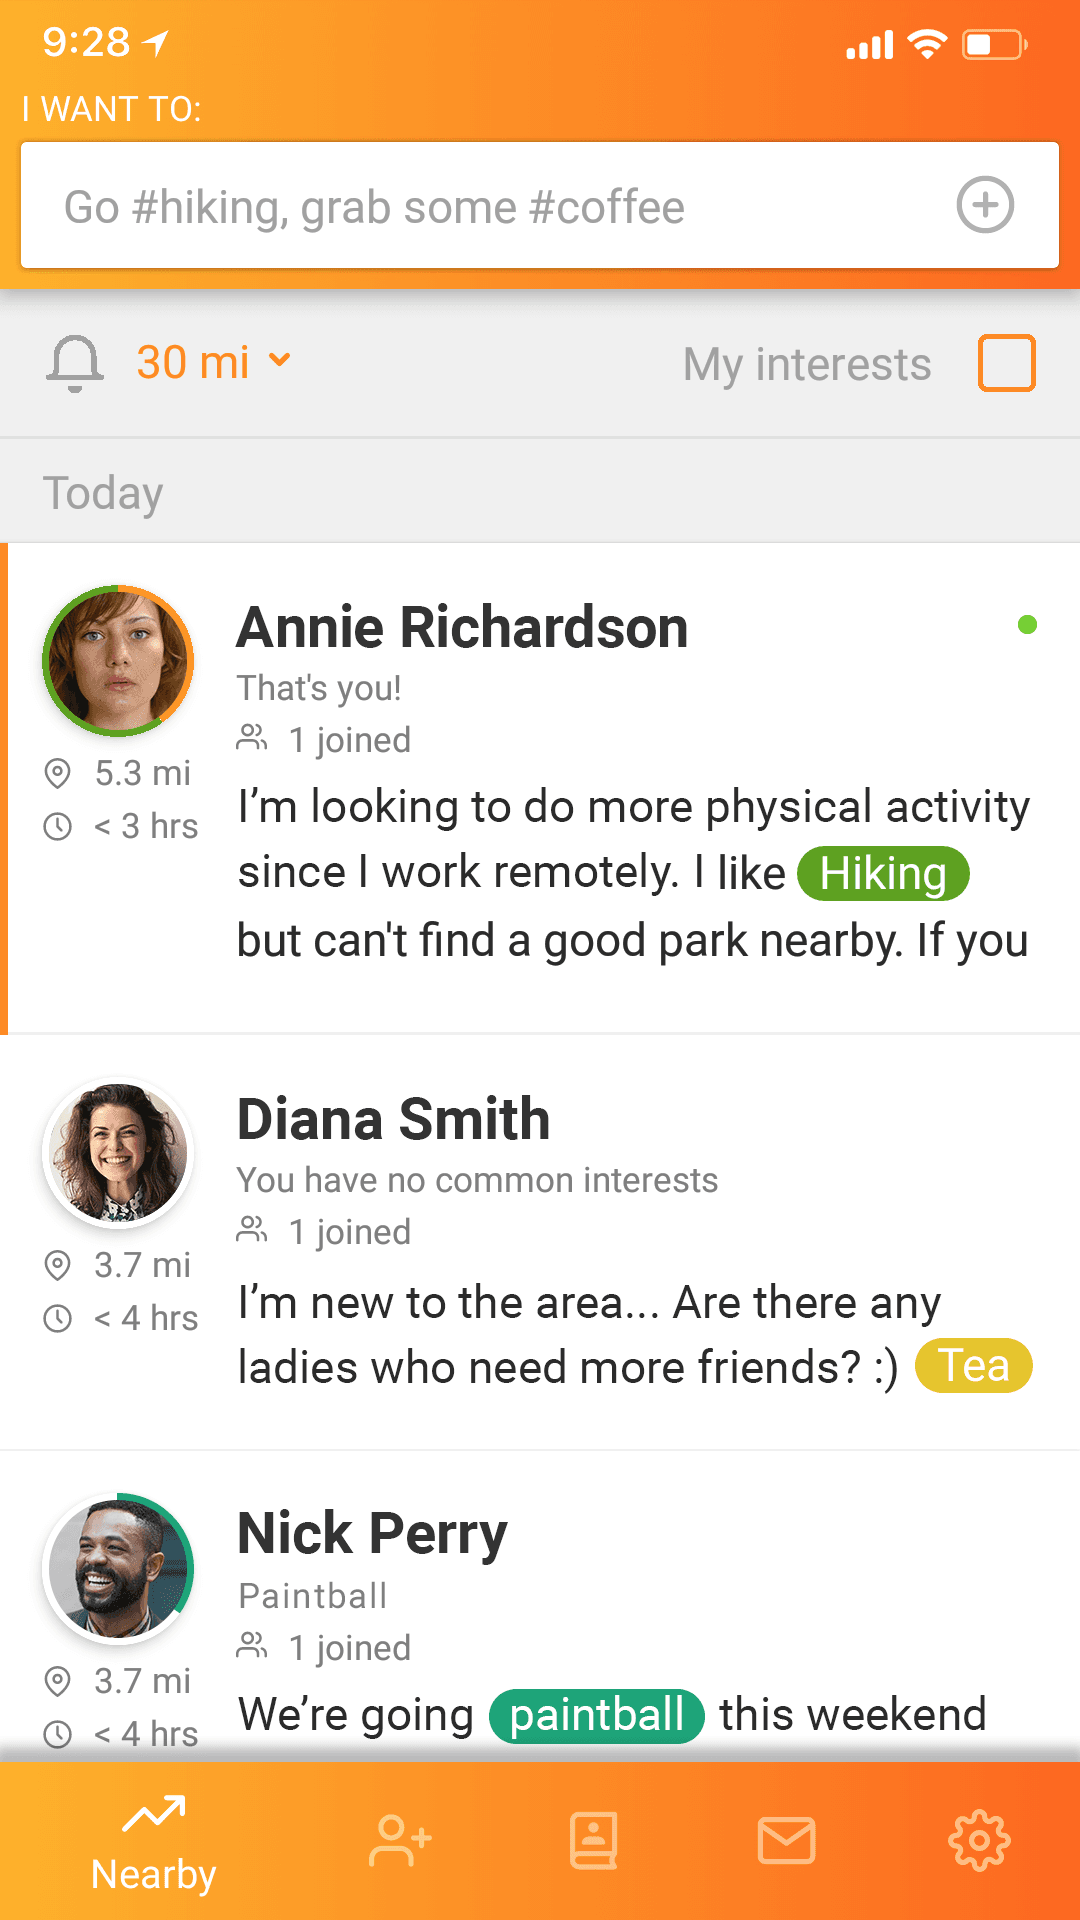 9:28
I WANT TO:
Go #hiking, grab some #coffee
30 mi
My interests
Today
Annie Richardson
That's you!
1 joined
5.3 mi
< 3 hrs
I’m looking to do more physical activity
since I work remotely. I like Hiking
but can't find a good park nearby. If you
Diana Smith
You have no common interests
1 joined
3.7 mi
< 4 hrs
I’m new to the area... Are there any
ladies who need more friends? :) Tea
Nick Perry
Paintball
1 joined
3.7 mi
< 4 hrs
We’re going paintball this weekend
Nearby